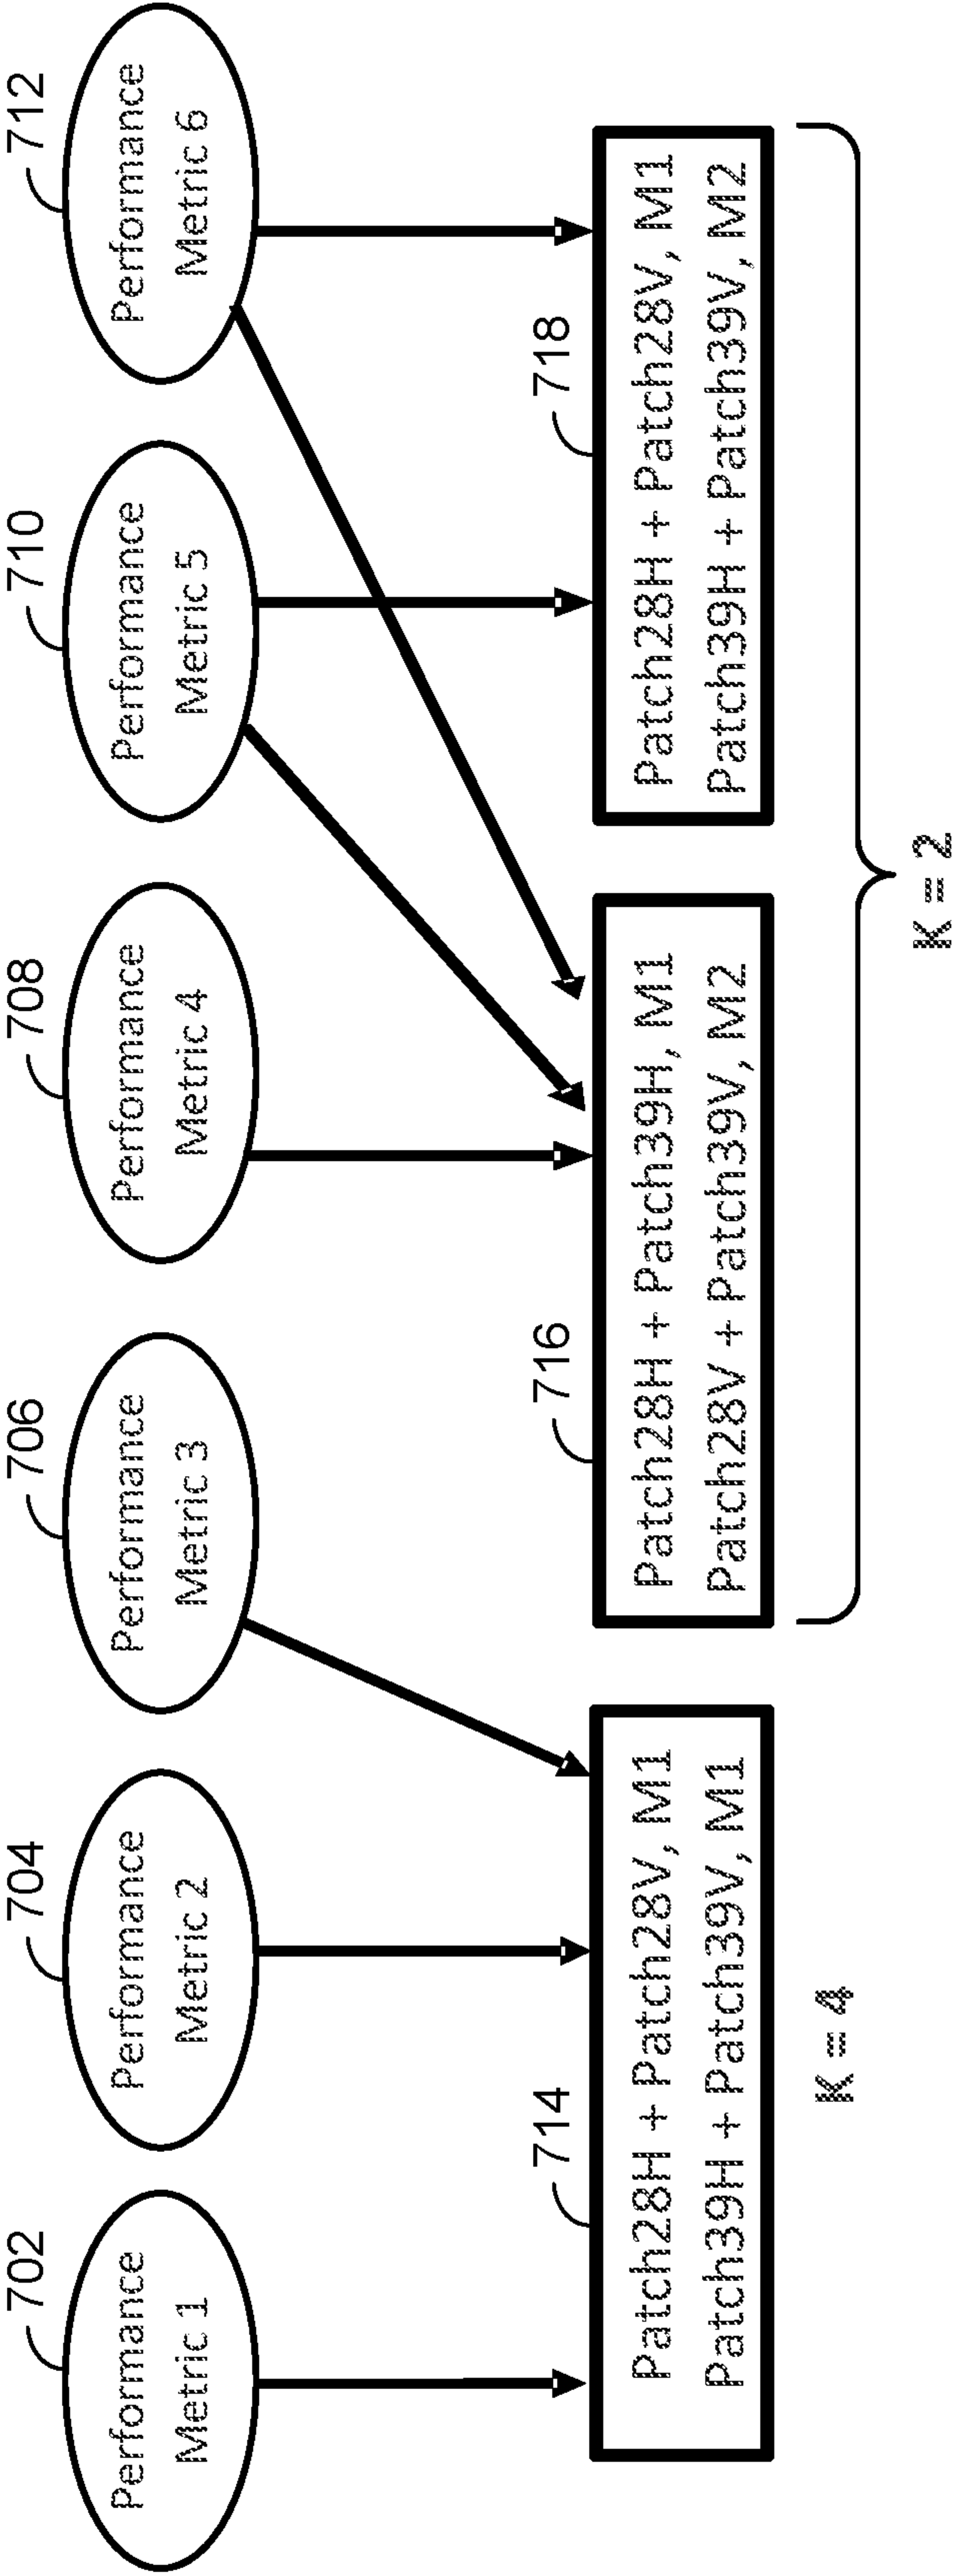 702
704
706
708
710
712
Performance
Metric 1
Performance
Metric 2
Performance
Metric 3
Performance
Metric 4
Performance
Metric 5
Performance
Metric 6
714
716
718
Patch28H + Patch28V, M1
Patch39H + Patch39V, M1
Patch28H + Patch39H, M1
Patch28V + Patch39V, M2
Patch28H + Patch28V, M1
Patch39H + Patch39V, M2
K = 4
K = 2